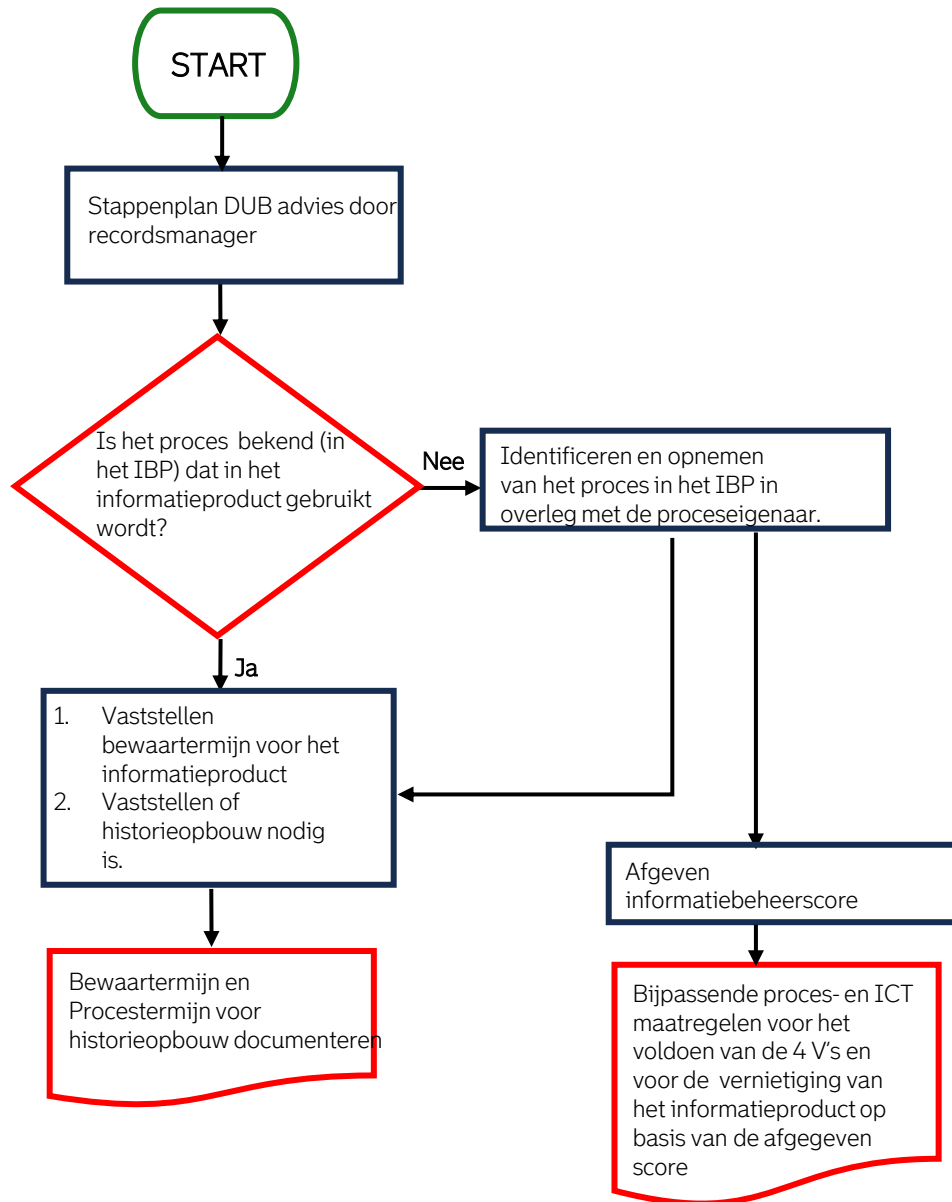 START
Stappenplan DUB advies door
recordsmanager
Is het proces bekend (in
het IBP) dat in het
informatieproduct gebruikt
wordt?
Nee
Identificeren en opnemen
van het proces in het IBP in
overleg met de proceseigenaar.
Ja
1. Vaststellen
bewaartermijn voor het
informatieproduct
2. Vaststellen of
historieopbouw nodig
is.
Afgeven
informatiebeheerscore
Bewaartermijn en
Procestermijn voor
historieopbouw documenteren
Bijpassende proces- en ICT
maatregelen voor het
voldoen van de 4 V's en
voor de vernietiging van
het informatieproduct op
basis van de afgegeven
score